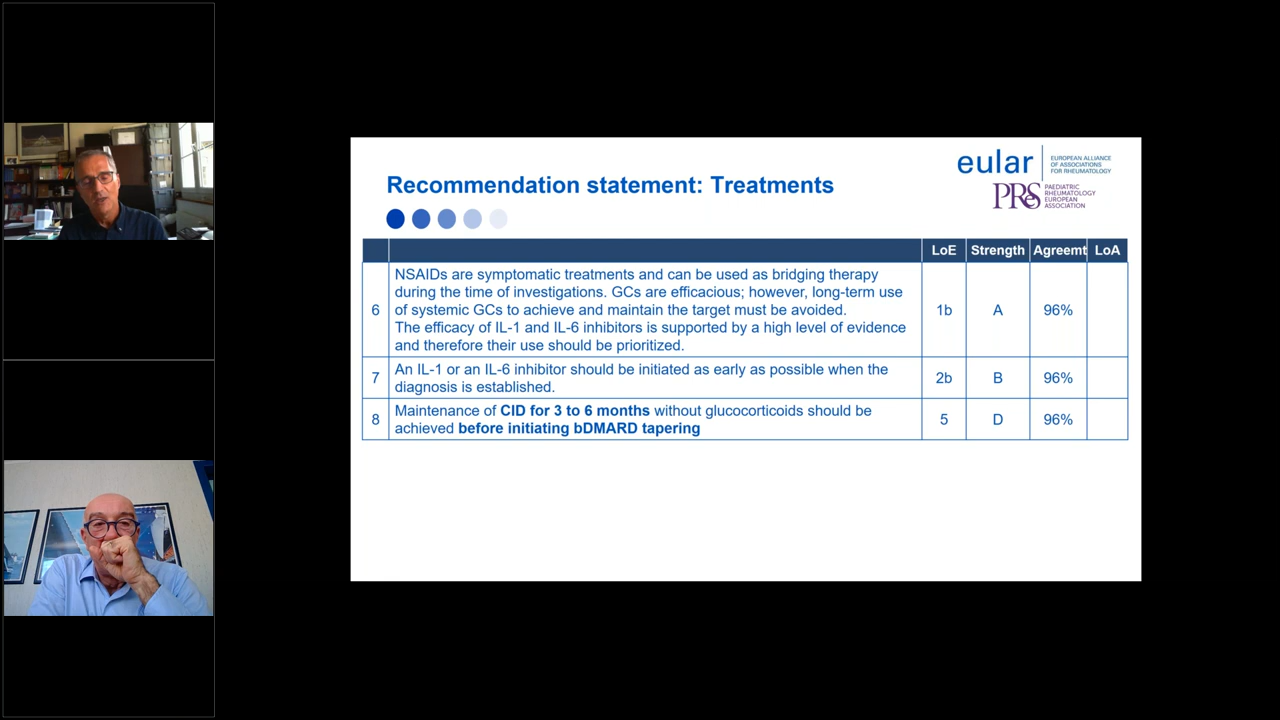 Recommendation statement: Treatments
eular
EUROPEAN ALLIANCE
OF ASSOCIATIONS
FOR RHEUMATOLOGY
PReS
PAEDIATRIC
RHEUMATOLOGY
EUROPEAN
ASSOCIATION
LoE Strength Agreemt LoA
6
NSAIDs are symptomatic treatments and can be used as bridging therapy
during the time of investigations. GCs are efficacious; however, long-term use
of systemic GCs to achieve and maintain the target must be avoided.
The efficacy of IL-1 and IL-6 inhibitors is supported by a high level of evidence
and therefore their use should be prioritized.
1b A 96%
7
An IL-1 or an IL-6 inhibitor should be initiated as early as possible when the
diagnosis is established.
2b B 96%
8
Maintenance of CID for 3 to 6 months without glucocorticoids should be
achieved before initiating bDMARD tapering
5 D 96%